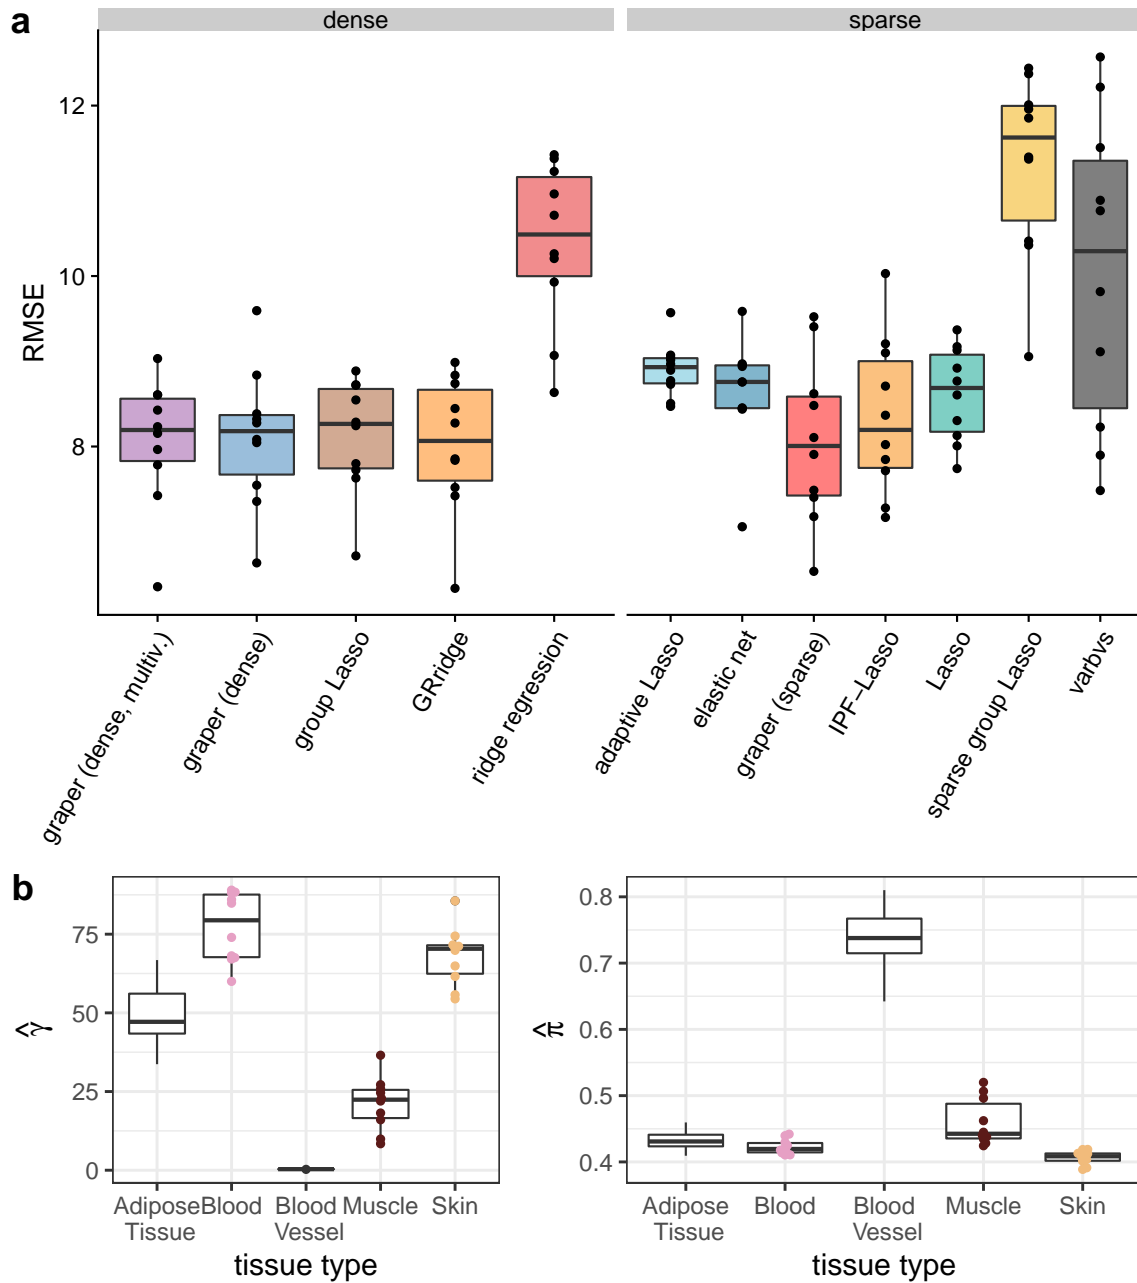 a
dense
sparse
RMSE
12
10
8
graper (dense, multiv.)
graper (dense)
group Lasso
GRridge
ridge regression
adaptive Lasso
elastic net
graper (sparse)
IPF−Lasso
Lasso
sparse group Lasso
varbvs
b
γ̂
75
50
25
0
Adipose Tissue
Blood
Blood Vessel
Muscle
Skin
tissue type
π̂
0.8
0.7
0.6
0.5
0.4
Adipose Tissue
Blood
Blood Vessel
Muscle
Skin
tissue type